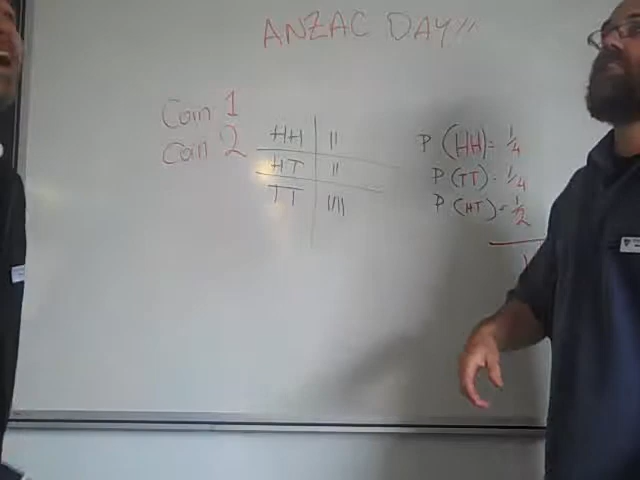 ANZAC DAY!!
Coin 1
Coin 2
HH | ||
HT | ||
TT | ||||
P (HH) = 1/4
P (TT) = 1/4
P (HT) = 1/2